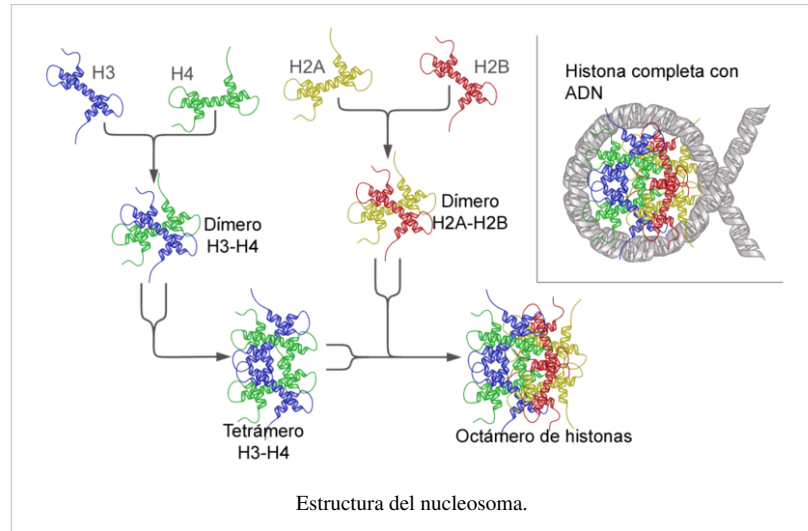 H3
H4
H2A
H2B
Histona completa con
ADN
Dímero
H3-H4
Dímero
H2A-H2B
Tetrámero
H3-H4
Octámero de histonas
Estructura del nucleosoma.